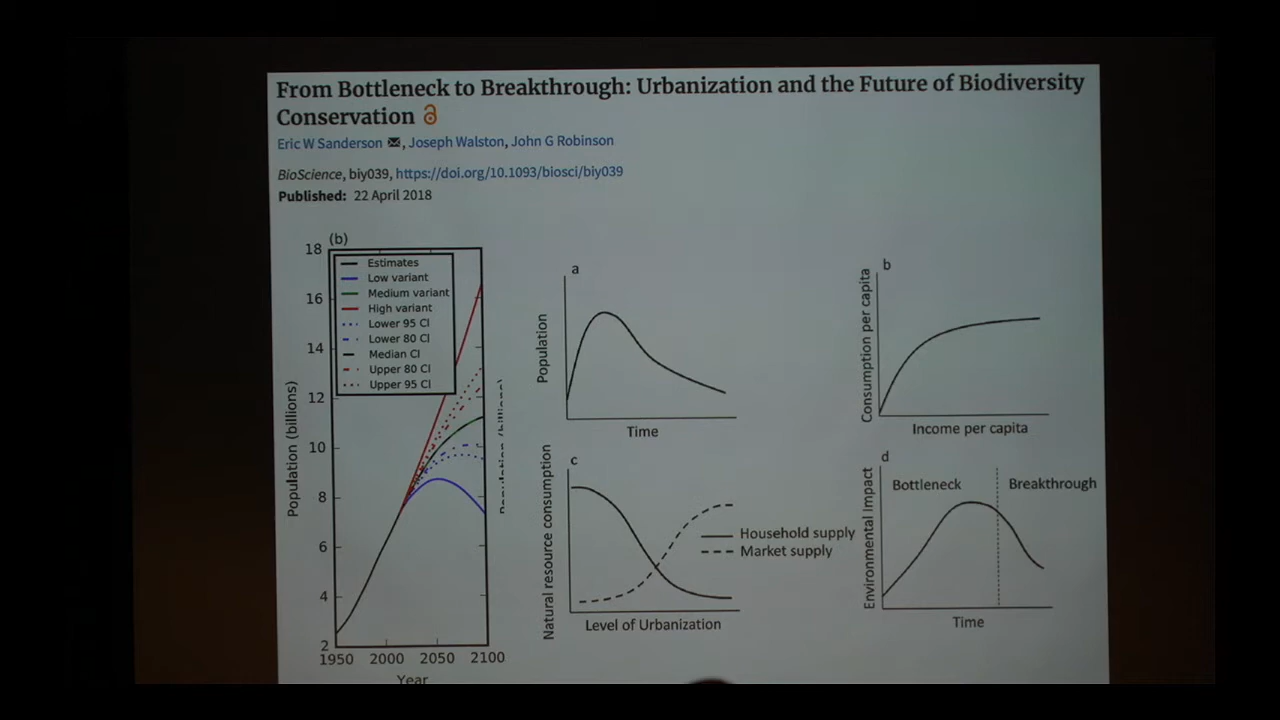 From Bottleneck to Breakthrough: Urbanization and the Future of Biodiversity
Conservation
Eric W Sanderson , Joseph Walston, John G Robinson
BioScience, biy039, https://doi.org/10.1093/biosci/biy039
Published: 22 April 2018
(b)
18
16
14
12
10
8
6
4
2
Population (billions)
Estimates
Low variant
Medium variant
High variant
Lower 95 CI
Lower 80 CI
Median CI
Upper 80 CI
Upper 95 CI
1950 2000 2050 2100
Year
a
Population
Time
b
Consumption per capita
Income per capita
c
Natural resource consumption
Household supply
Market supply
Level of Urbanization
d
Environmental Impact
Bottleneck Breakthrough
Time